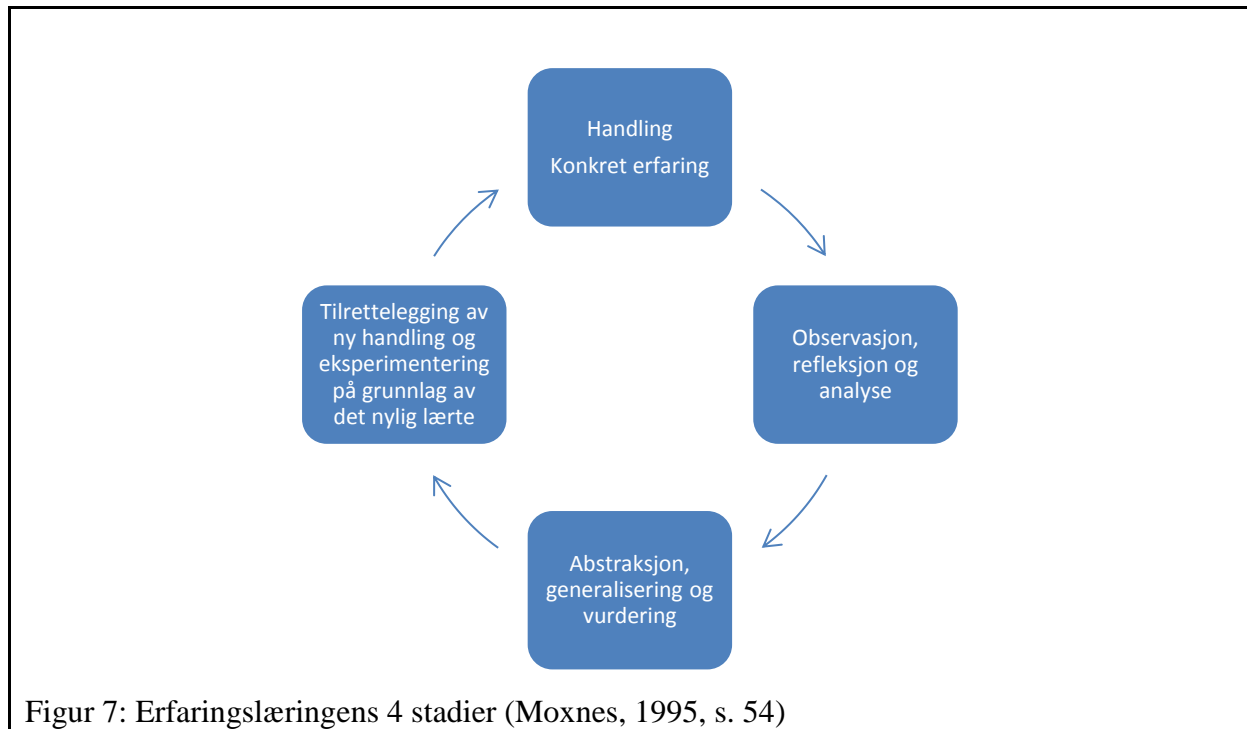 Handling
Konkret erfaring
Tilrettelegging av
ny handling og
eksperimentering
på grunnlag av
det nylig lærte
Observasjon,
refleksjon og
analyse
Abstraksjon,
generalisering og
vurdering
Figur 7: Erfaringslæringens 4 stadier (Moxnes, 1995, s. 54)